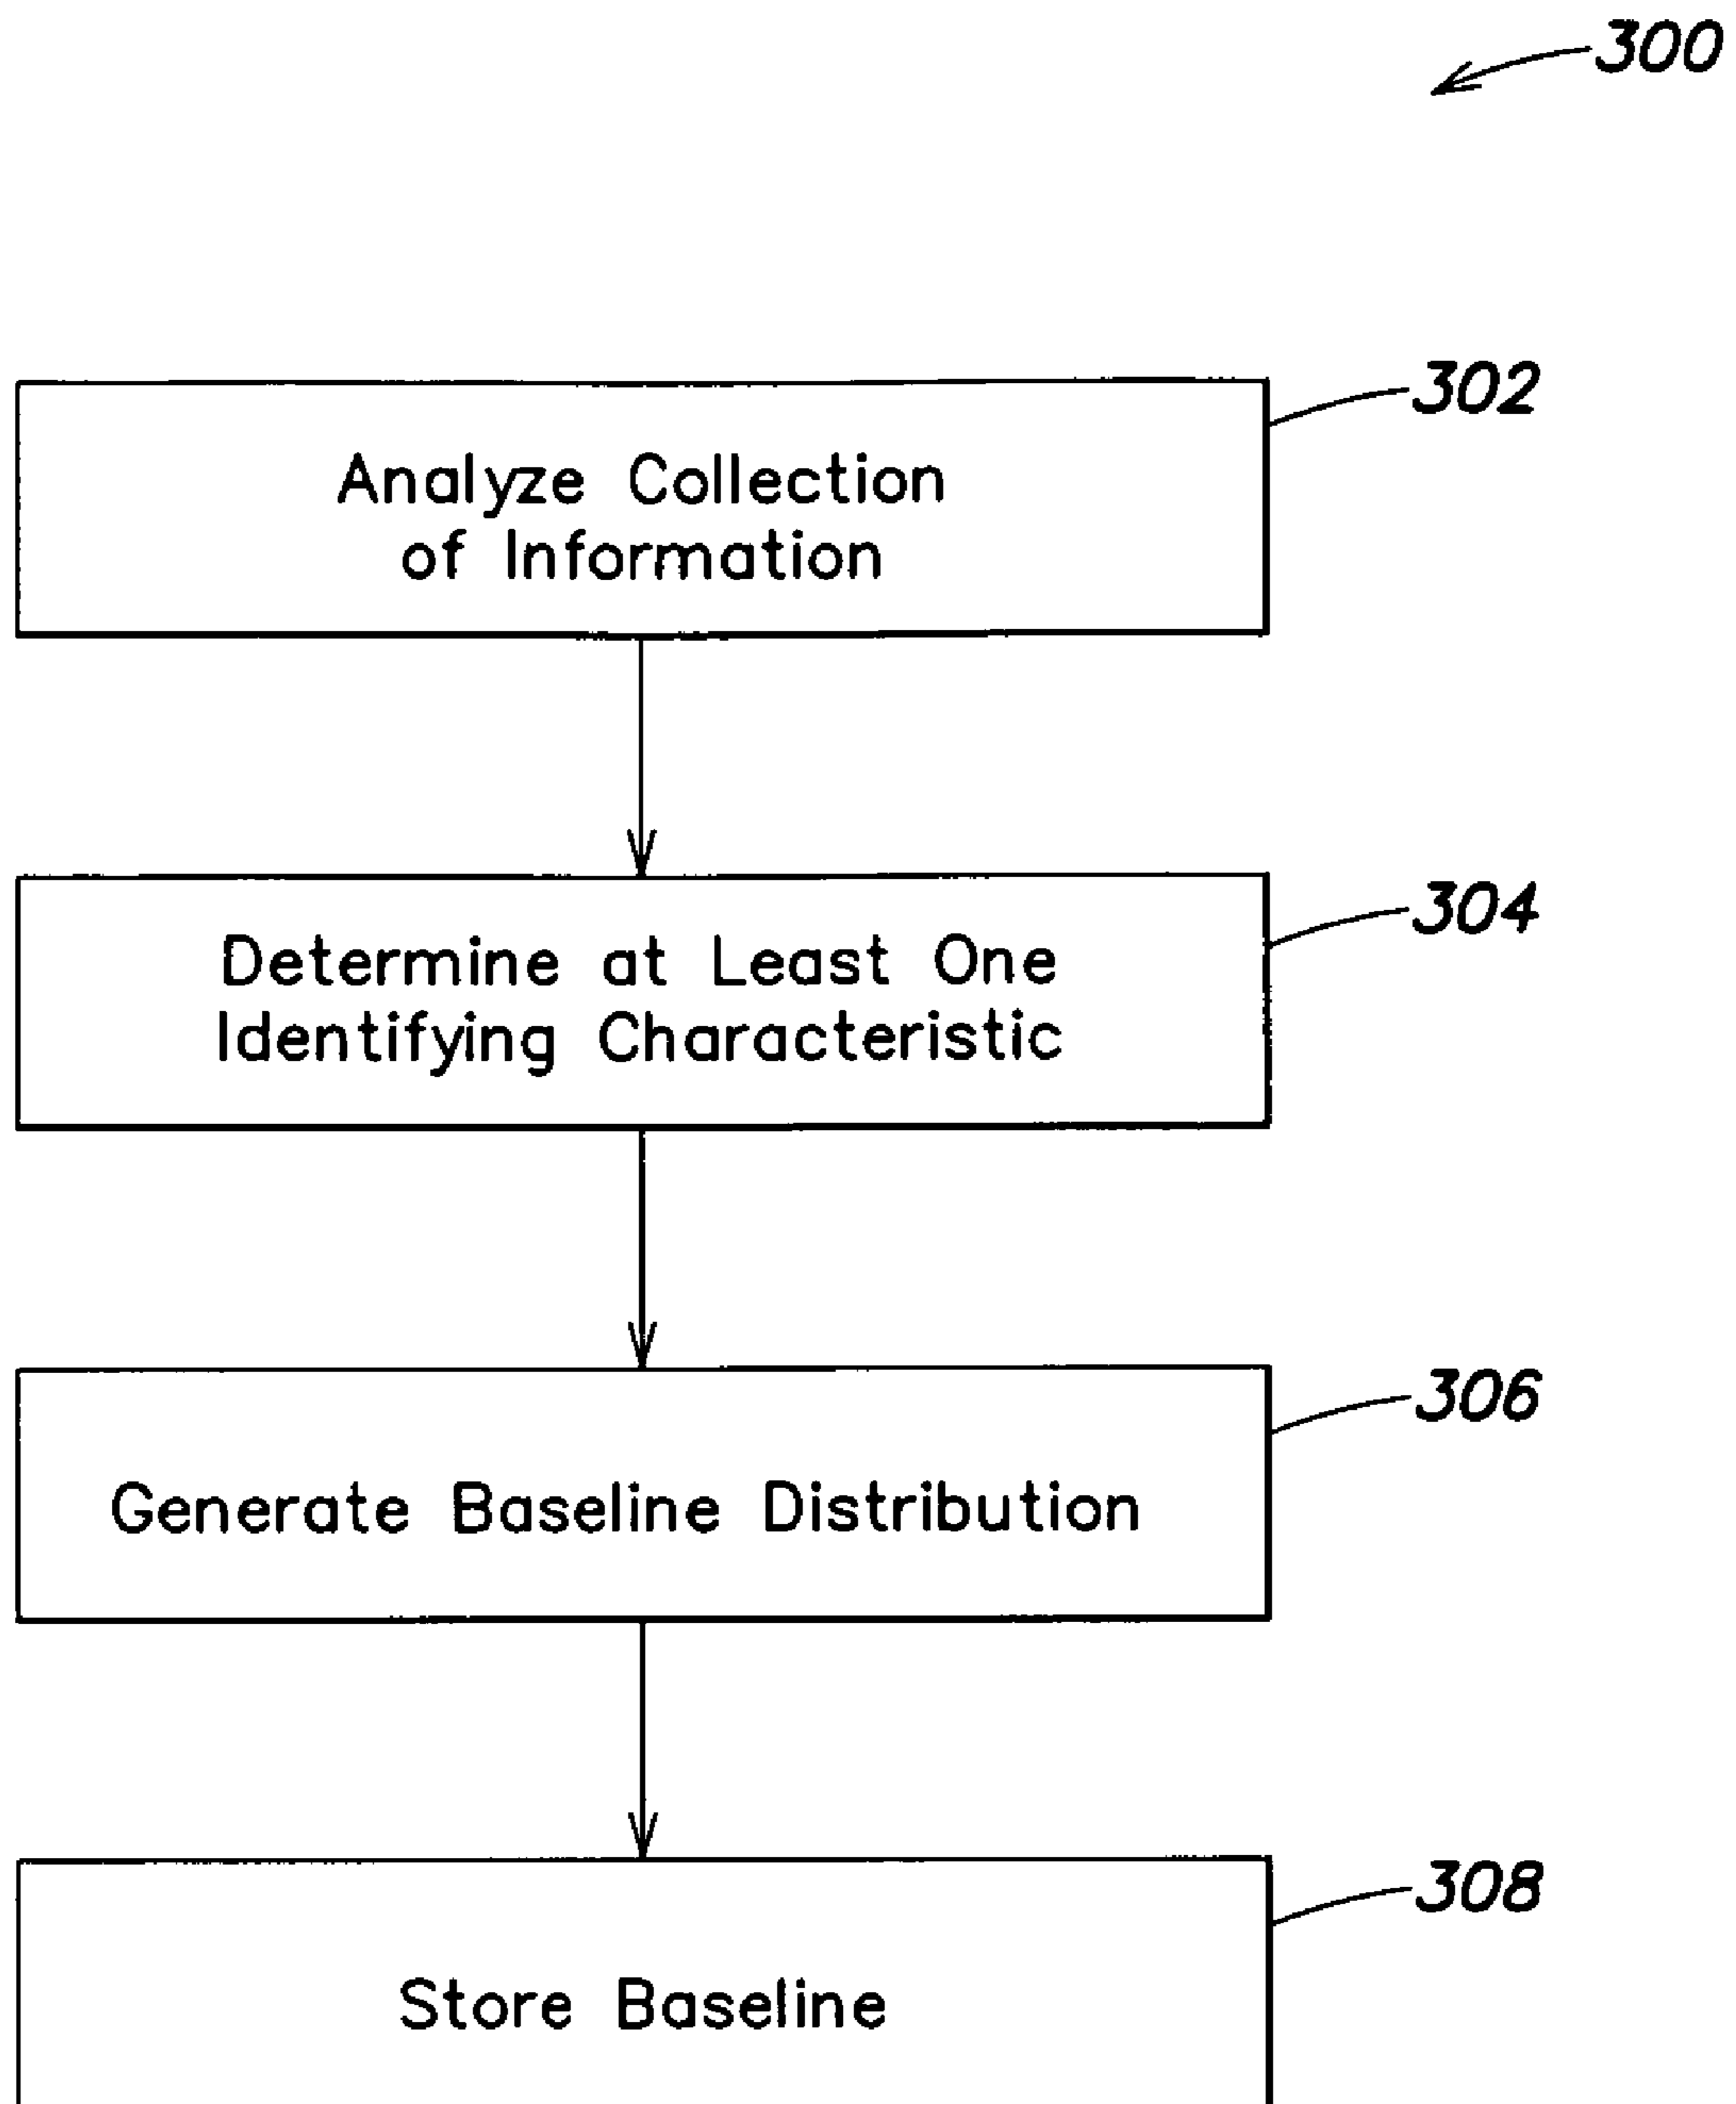 300
302
Analyze Collection
of Information
304
Determine at Least One
Identifying Characteristic
306
Generate Baseline Distribution
308
Store Baseline